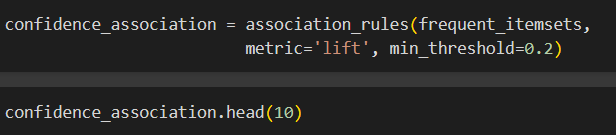 confidence_association = association_rules(frequent_itemsets,
metric='lift', min_threshold=0.2)
confidence_association.head(10)